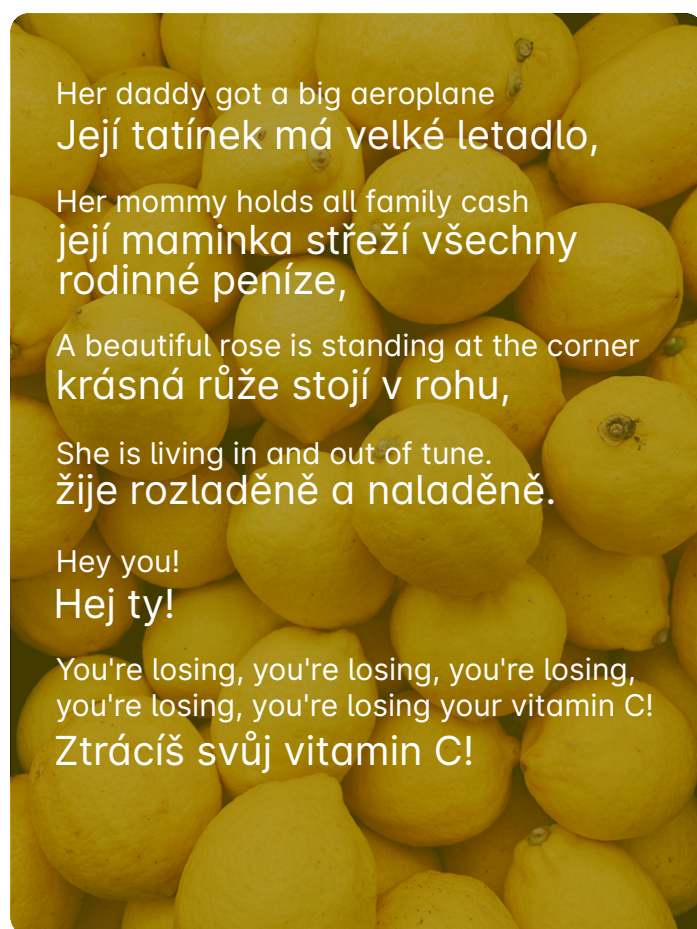 Her daddy got a big aeroplane
Její tatínek má velké letadlo,
Her mommy holds all family cash
její maminka střeží všechny
rodinné peníze,
A beautiful rose is standing at the corner
krásná růže stojí v rohu,
She is living in and out of tune.
žije rozladěně a naladěně.
Hey you!
Hej ty!
You're losing, you're losing, you're losing,
you're losing, you're losing your vitamin C!
Ztrácíš svůj vitamin C!